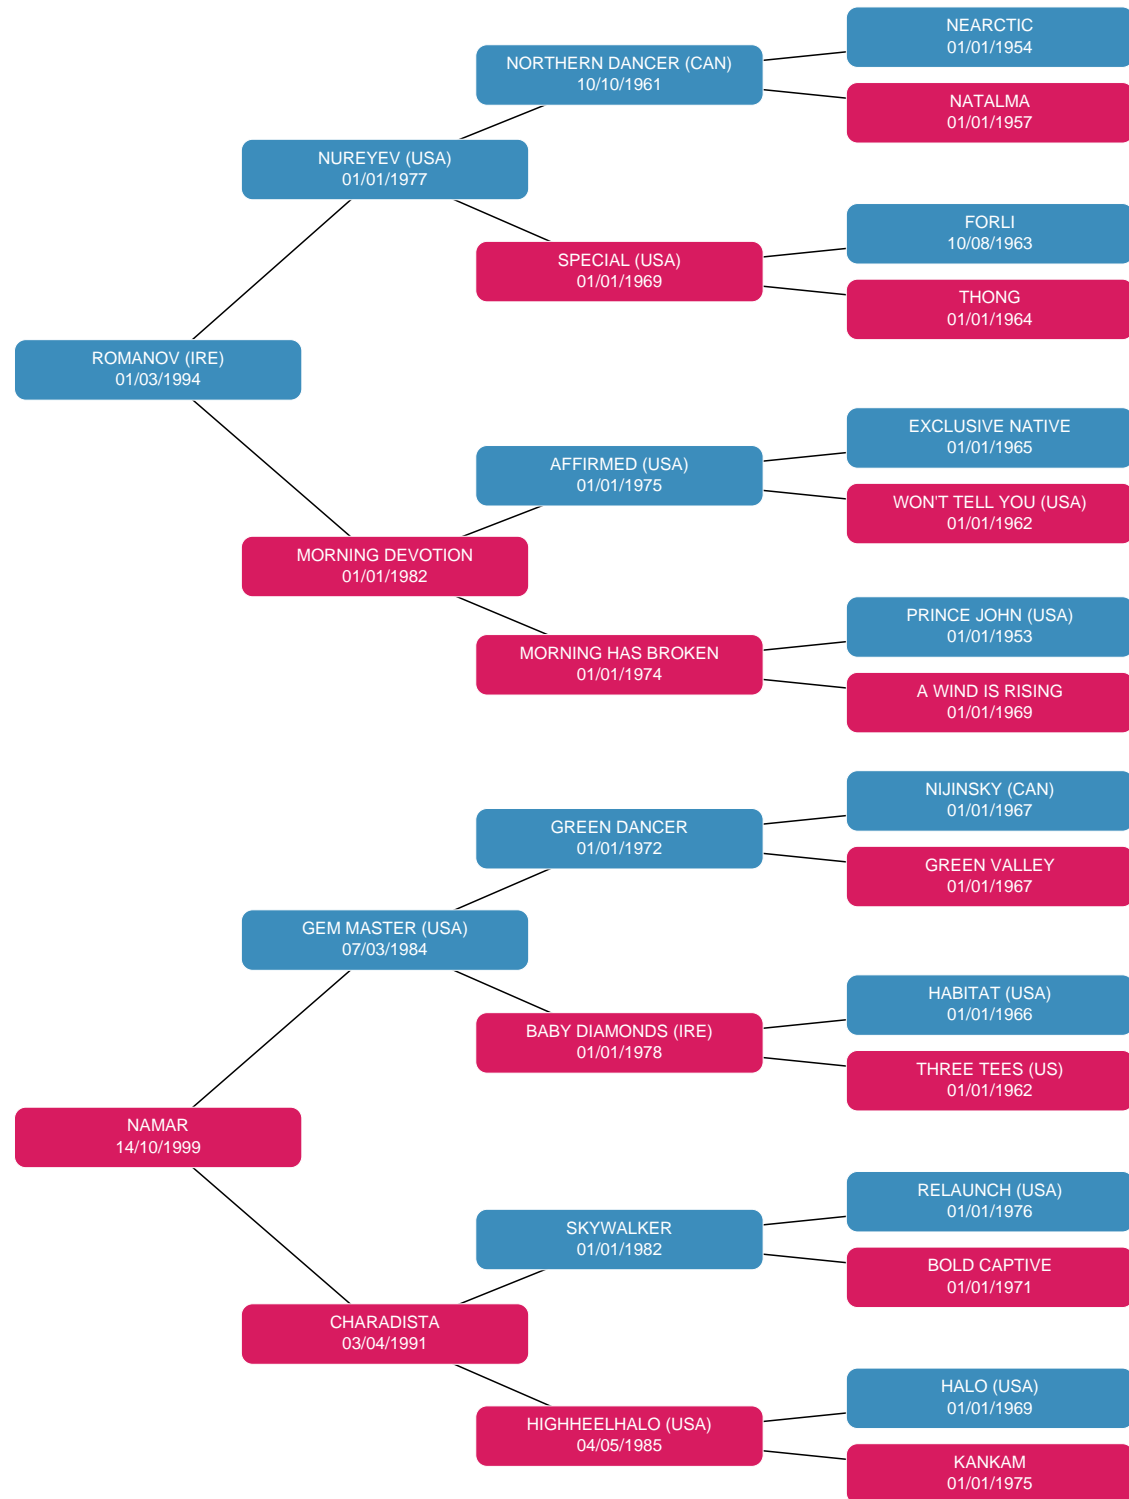 NEARCTIC
01/01/1954
NORTHERN DANCER (CAN)
10/10/1961
NATALMA
01/01/1957
NUREYEV (USA)
01/01/1977
FORLI
10/08/1963
SPECIAL (USA)
01/01/1969
THONG
01/01/1964
ROMANOV (IRE)
01/03/1994
EXCLUSIVE NATIVE
01/01/1965
AFFIRMED (USA)
01/01/1975
WON'T TELL YOU (USA)
01/01/1962
MORNING DEVOTION
01/01/1982
PRINCE JOHN (USA)
01/01/1953
MORNING HAS BROKEN
01/01/1974
A WIND IS RISING
01/01/1969
NIJINSKY (CAN)
01/01/1967
GREEN DANCER
01/01/1972
GREEN VALLEY
01/01/1967
GEM MASTER (USA)
07/03/1984
HABITAT (USA)
01/01/1966
BABY DIAMONDS (IRE)
01/01/1978
THREE TEES (US)
01/01/1962
NAMAR
14/10/1999
RELAUNCH (USA)
01/01/1976
SKYWALKER
01/01/1982
BOLD CAPTIVE
01/01/1971
CHARADISTA
03/04/1991
HALO (USA)
01/01/1969
HIGHHEELHALO (USA)
04/05/1985
KANKAM
01/01/1975